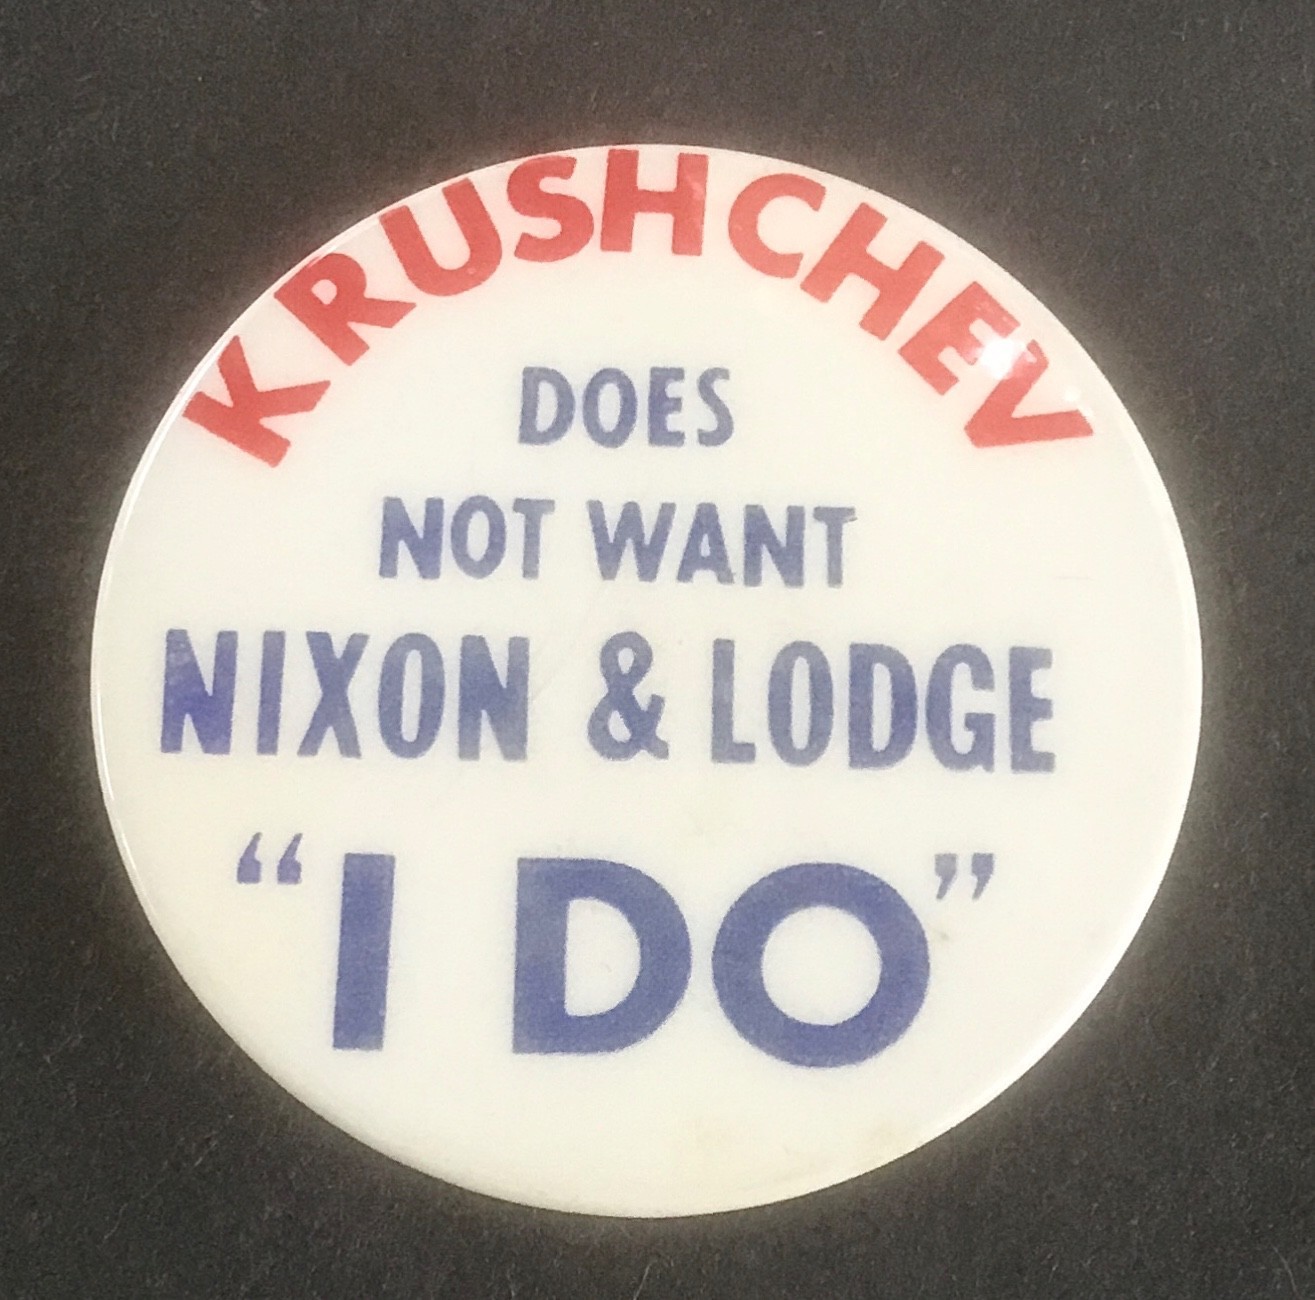 KRUSHCHEV
DOES
NOT WANT
NIXON & LODGE
“I DO”